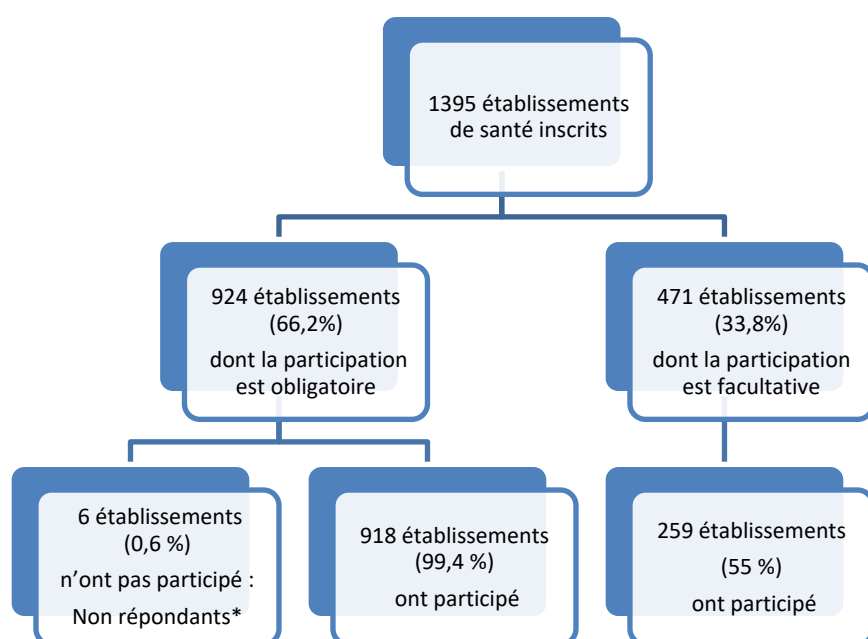 1395 établissements
de santé inscrits
924 établissements
(66,2%)
dont la participation
est obligatoire
471 établissements
(33,8%)
dont la participation
est facultative
6 établissements
(0,6 %)
n'ont pas participé :
Non répondants*
918 établissements
(99,4 %)
ont participé
259 établissements
(55 %)
ont participé